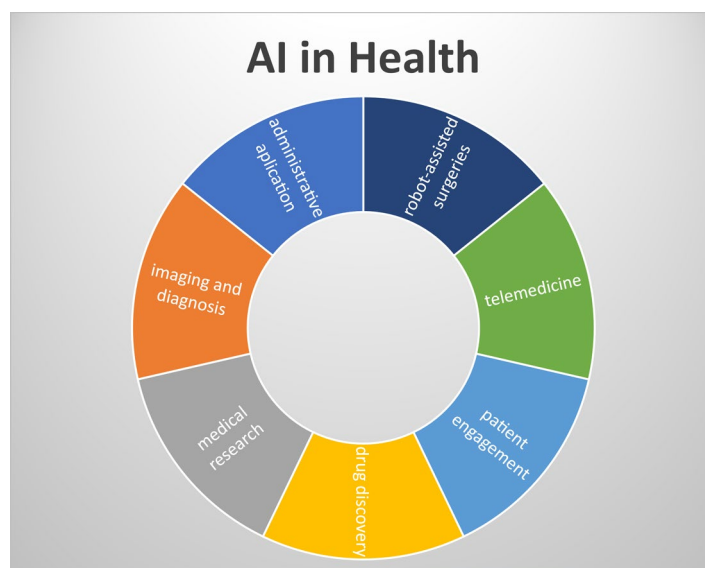 AI in Health
robot-assisted
surgeries
telemedicine
patient
engagement
drug discovery
medical
research
imaging and
diagnosis
administrative
aplication